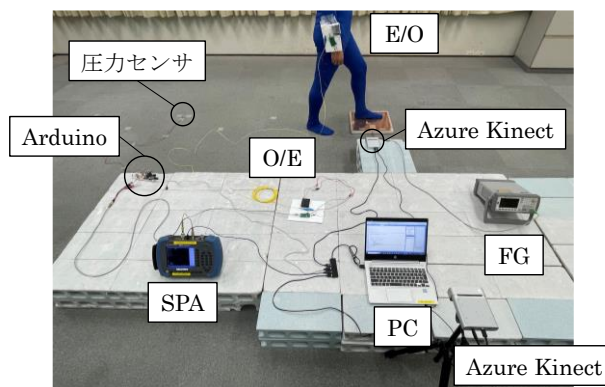 E/O
圧力センサ
Arduino
Azure Kinect
O/E
FG
SPA
PC
Azure Kinect